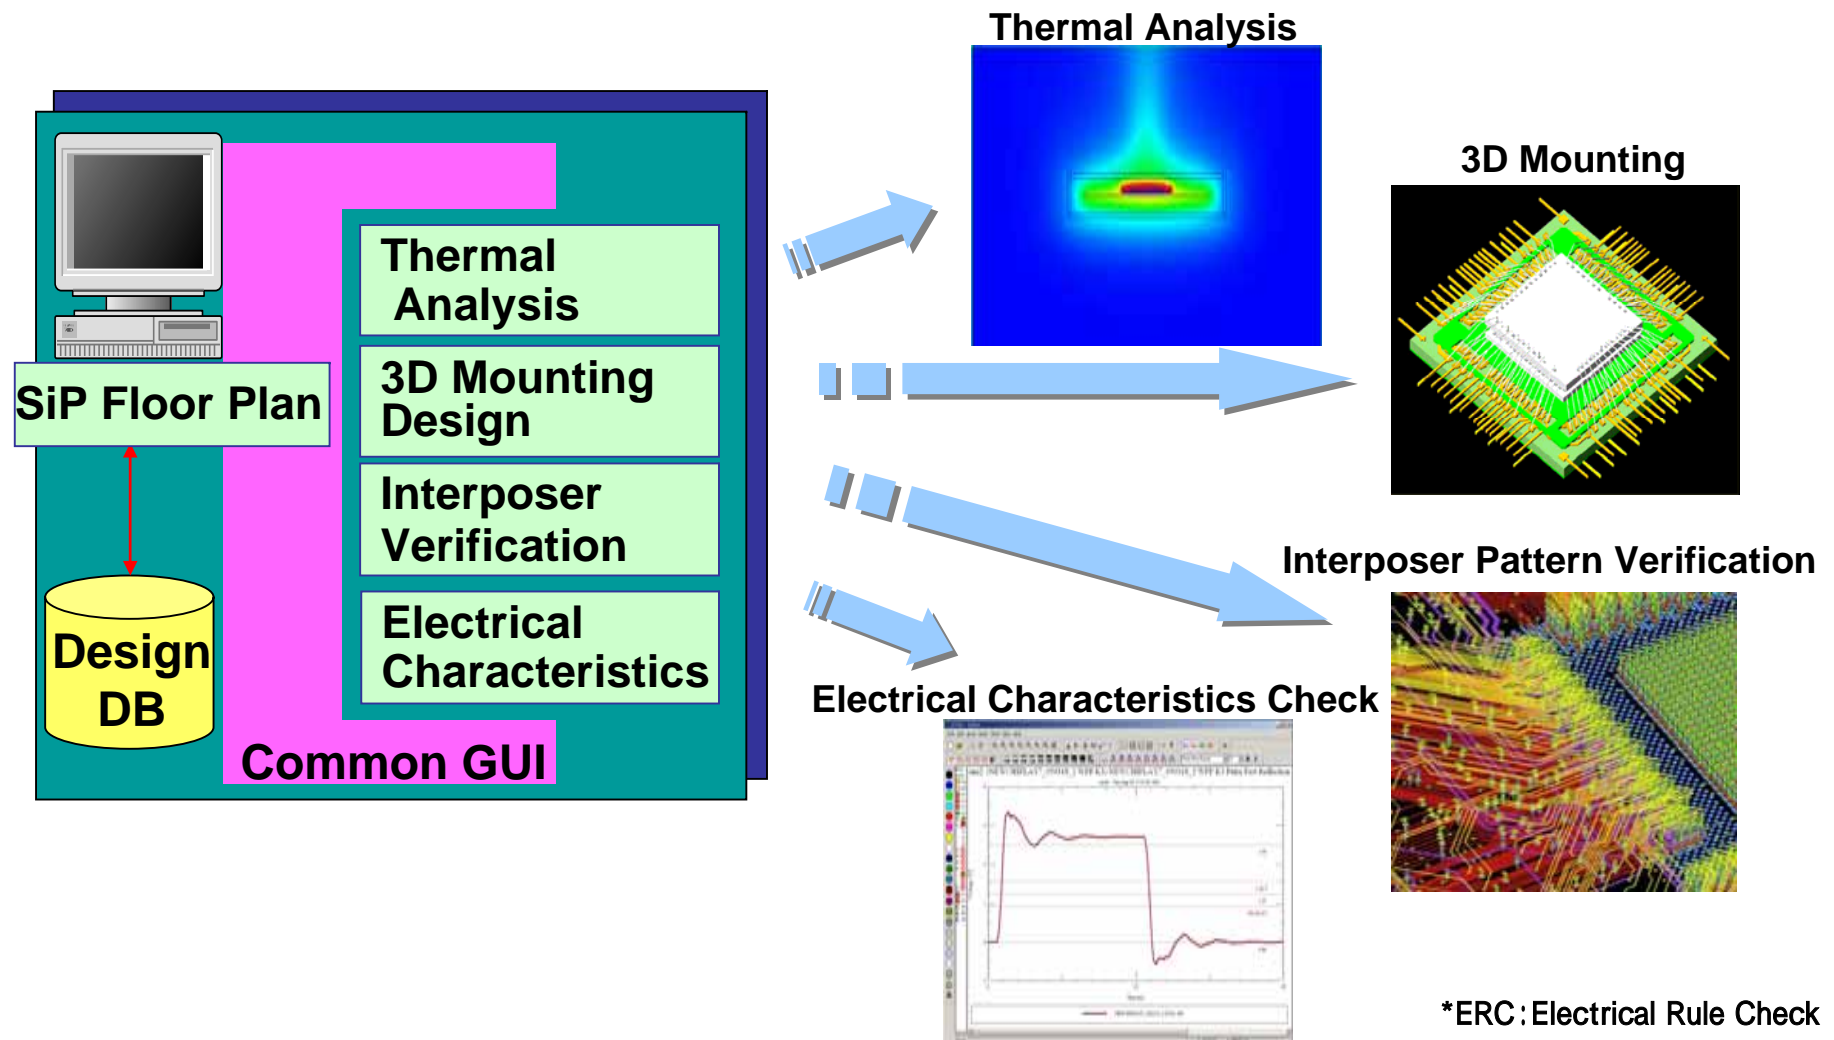 Thermal Analysis
3D Mounting
Thermal
Analysis
3D Mounting
Design
SiP Floor Plan
Interposer
Verification
Interposer Pattern Verification
Electrical
Characteristics
Design
DB
Electrical Characteristics Check
Common GUI
*ERC:Electrical Rule Check